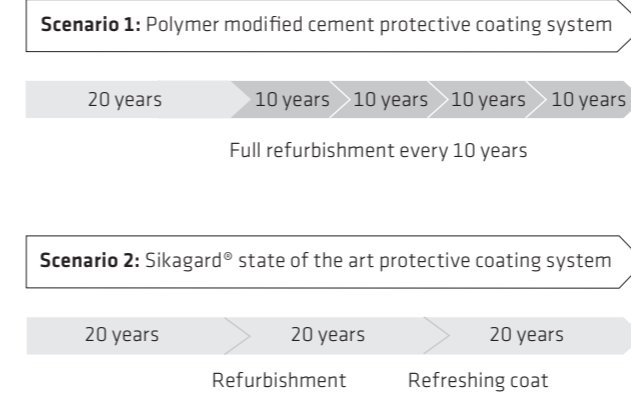 Scenario 1: Polymer modified cement protective coating system
20 years 10 years 10 years 10 years 10 years
Full refurbishment every 10 years
Scenario 2: Sikagard® state of the art protective coating system
20 years 20 years 20 years
Refurbishment Refreshing coat